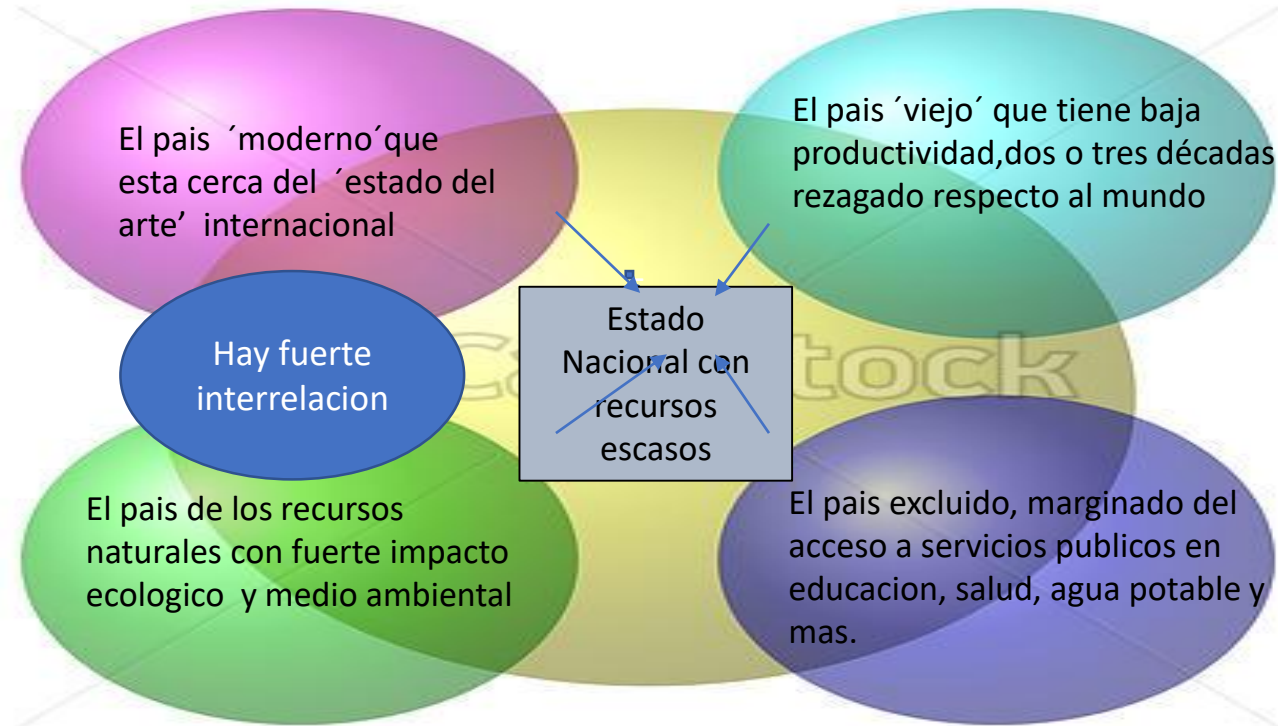 El pais ´moderno´que
esta cerca del ´estado del
arte’ internacional
El pais ´viejo´ que tiene baja
productividad,dos o tres décadas
rezagado respecto al mundo
Hay fuerte
interrelacion
Estado
Nacional con
recursos
escasos
tock
El pais de los recursos
naturales con fuerte impacto
ecologico y medio ambiental
El pais excluido, marginado del
acceso a servicios publicos en
educacion, salud, agua potable y
mas.